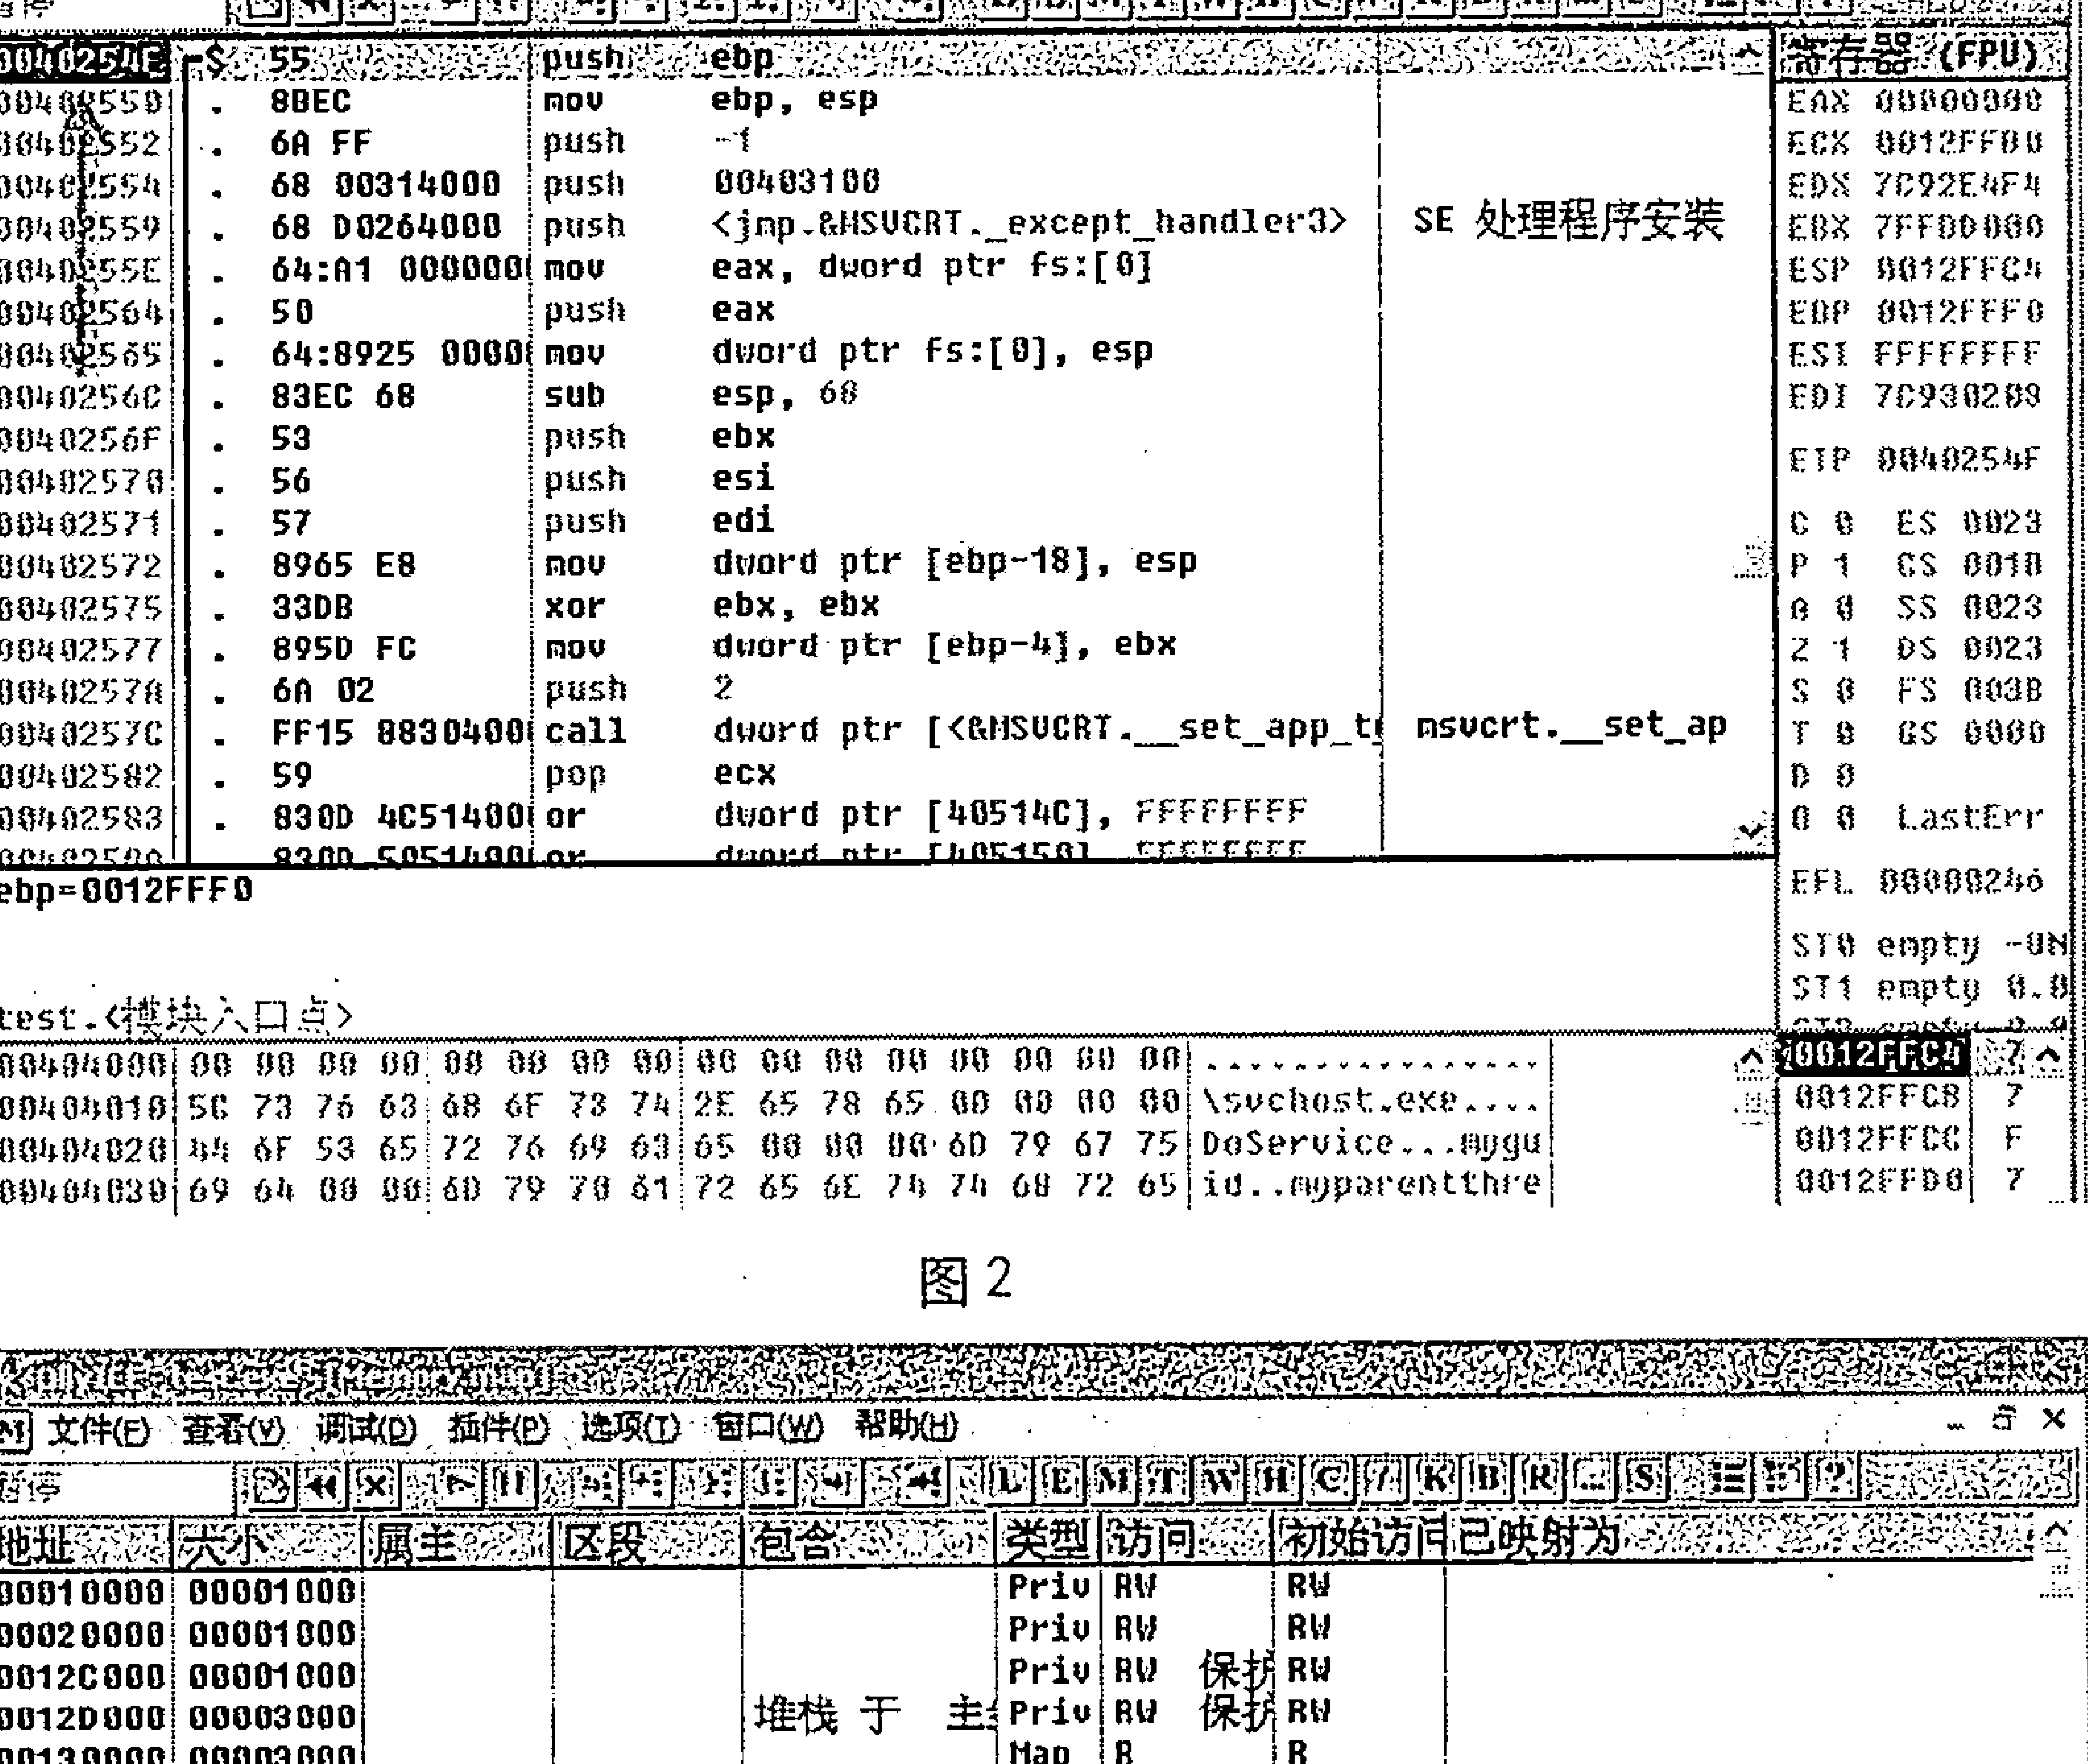 寄存器 (FPU)
$ 55 push ebp
. 8BEC mov ebp, esp EAX 00000000
. 6A FF push -1 ECX 0012FFB0
. 68 00314000 push 00403100 EDX 7C92E4F4
. 68 D0264000 push <jmp.&MSVCRT._except_handler3> SE 处理程序安装 EBX 7FFDD000
. 64:A1 000000 mov eax, dword ptr fs:[0] ESP 0012FFC4
00402564 . 50 push eax EBP 0012FFF0
00402565 . 64:8925 0000 mov dword ptr fs:[0], esp ESI FFFFFFFF
0040256C . 83EC 68 sub esp, 68 EDI 7C930208
0040256F . 53 push ebx
00402570 . 56 push esi EIP 0040254F
00402571 . 57 push edi C 0 ES 0023
00402572 . 8965 E8 mov dword ptr [ebp-18], esp P 1 CS 001B
00402575 . 33DB xor ebx, ebx A 0 SS 0023
00402577 . 895D FC mov dword ptr [ebp-4], ebx Z 1 DS 0023
0040257A . 6A 02 push 2 S 0 FS 003B
0040257C . FF15 8830400 call dword ptr [<&MSVCRT.__set_app_t msvcrt.__set_ap T 0 GS 0000
00402582 . 59 pop ecx D 0
00402583 . 830D 4C51400 or dword ptr [40514C], FFFFFFFF O 0 LastErr
830D 5051400 or dword ptr [405150] FFFFFFFF
ebp=0012FFF0 EFL 00000246
ST0 empty
test.<模块入口点> ST1 empty 0.0
00404000 00 00 00 00 00 00 00 00 00 00 00 00 00 00 00 00 ................ 0012FFC4 7
00404010 5C 73 76 63 68 6F 73 74 2E 65 78 65 00 00 00 00 \svchost.exe.... 0012FFC8 7
00404020 44 6F 53 65 72 76 69 63 65 00 00 00 6D 79 67 75 DoService...mygu 0012FFCC F
00404030 69 64 00 00 6D 79 70 61 72 65 6E 74 74 68 72 65 id..myparentthre 0012FFD0 7
图 2
文件(F) 查看(V) 调试(D) 插件(P) 选项(T) 窗口(W) 帮助(H)
暂停 L E M T W H C / K B R ... S ?
地址 大小 属主 区段 包含 类型 访问 初始访问 已映射为
00010000 00001000 Priv RW RW
00020000 00001000 Priv RW RW
0012C000 00001000 Priv RW 保护 RW
0012D000 00003000 堆栈 于 主 Priv RW 保护 RW
00130000 00003000 Map R R